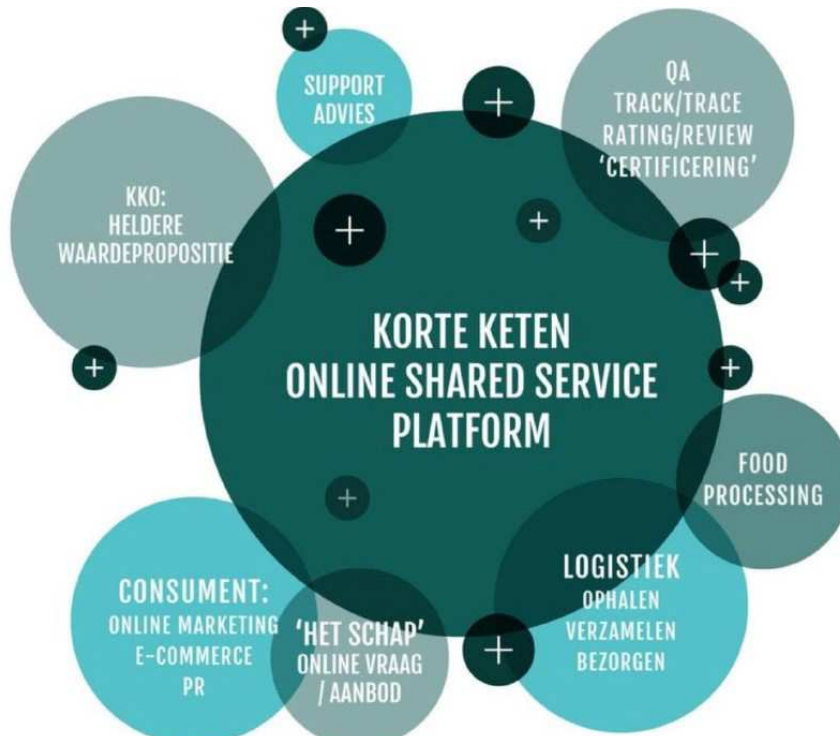 SUPPORT
ADVIES
QA
TRACK/TRACE
RATING/REVIEW
‘CERTIFICERING’
KKO:
HELDERE
WAARDEPROPOSITIE
KORTE KETEN
ONLINE SHARED SERVICE
PLATFORM
FOOD
PROCESSING
LOGISTIEK
OPHALEN
VERZAMELEN
BEZORGEN
CONSUMENT:
ONLINE MARKETING
E-COMMERCE
PR
‘HET SCHAP’
ONLINE VRAAG
/ AANBOD